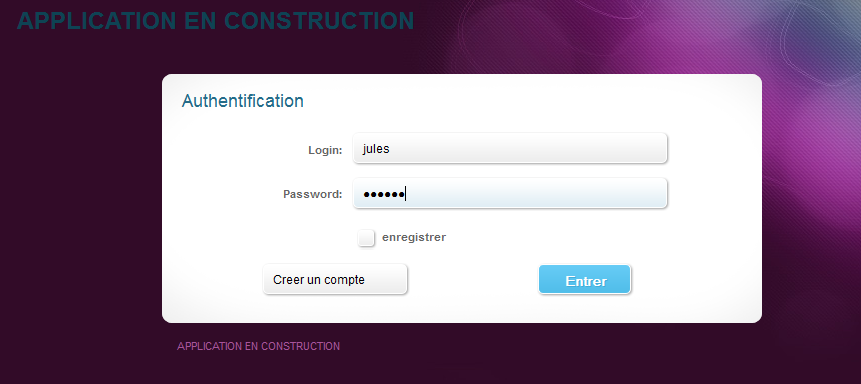 APPLICATION EN CONSTRUCTION
Authentification
Login: jules
Password: ••••••
enregistrer
Creer un compte Entrer
APPLICATION EN CONSTRUCTION